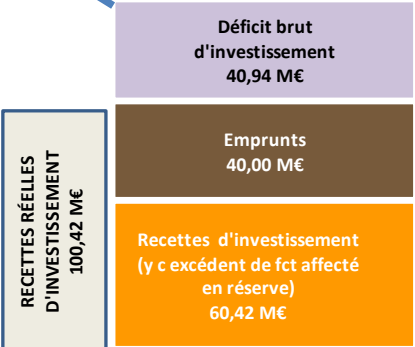 Déficit brut
d'investissement
40,94 M€
Emprunts
40,00 M€
RECETTES RÉELLES
D'INVESTISSEMENT
100,42 M€
Recettes d'investissement
(y c excédent de fct affecté
en réserve)
60,42 M€